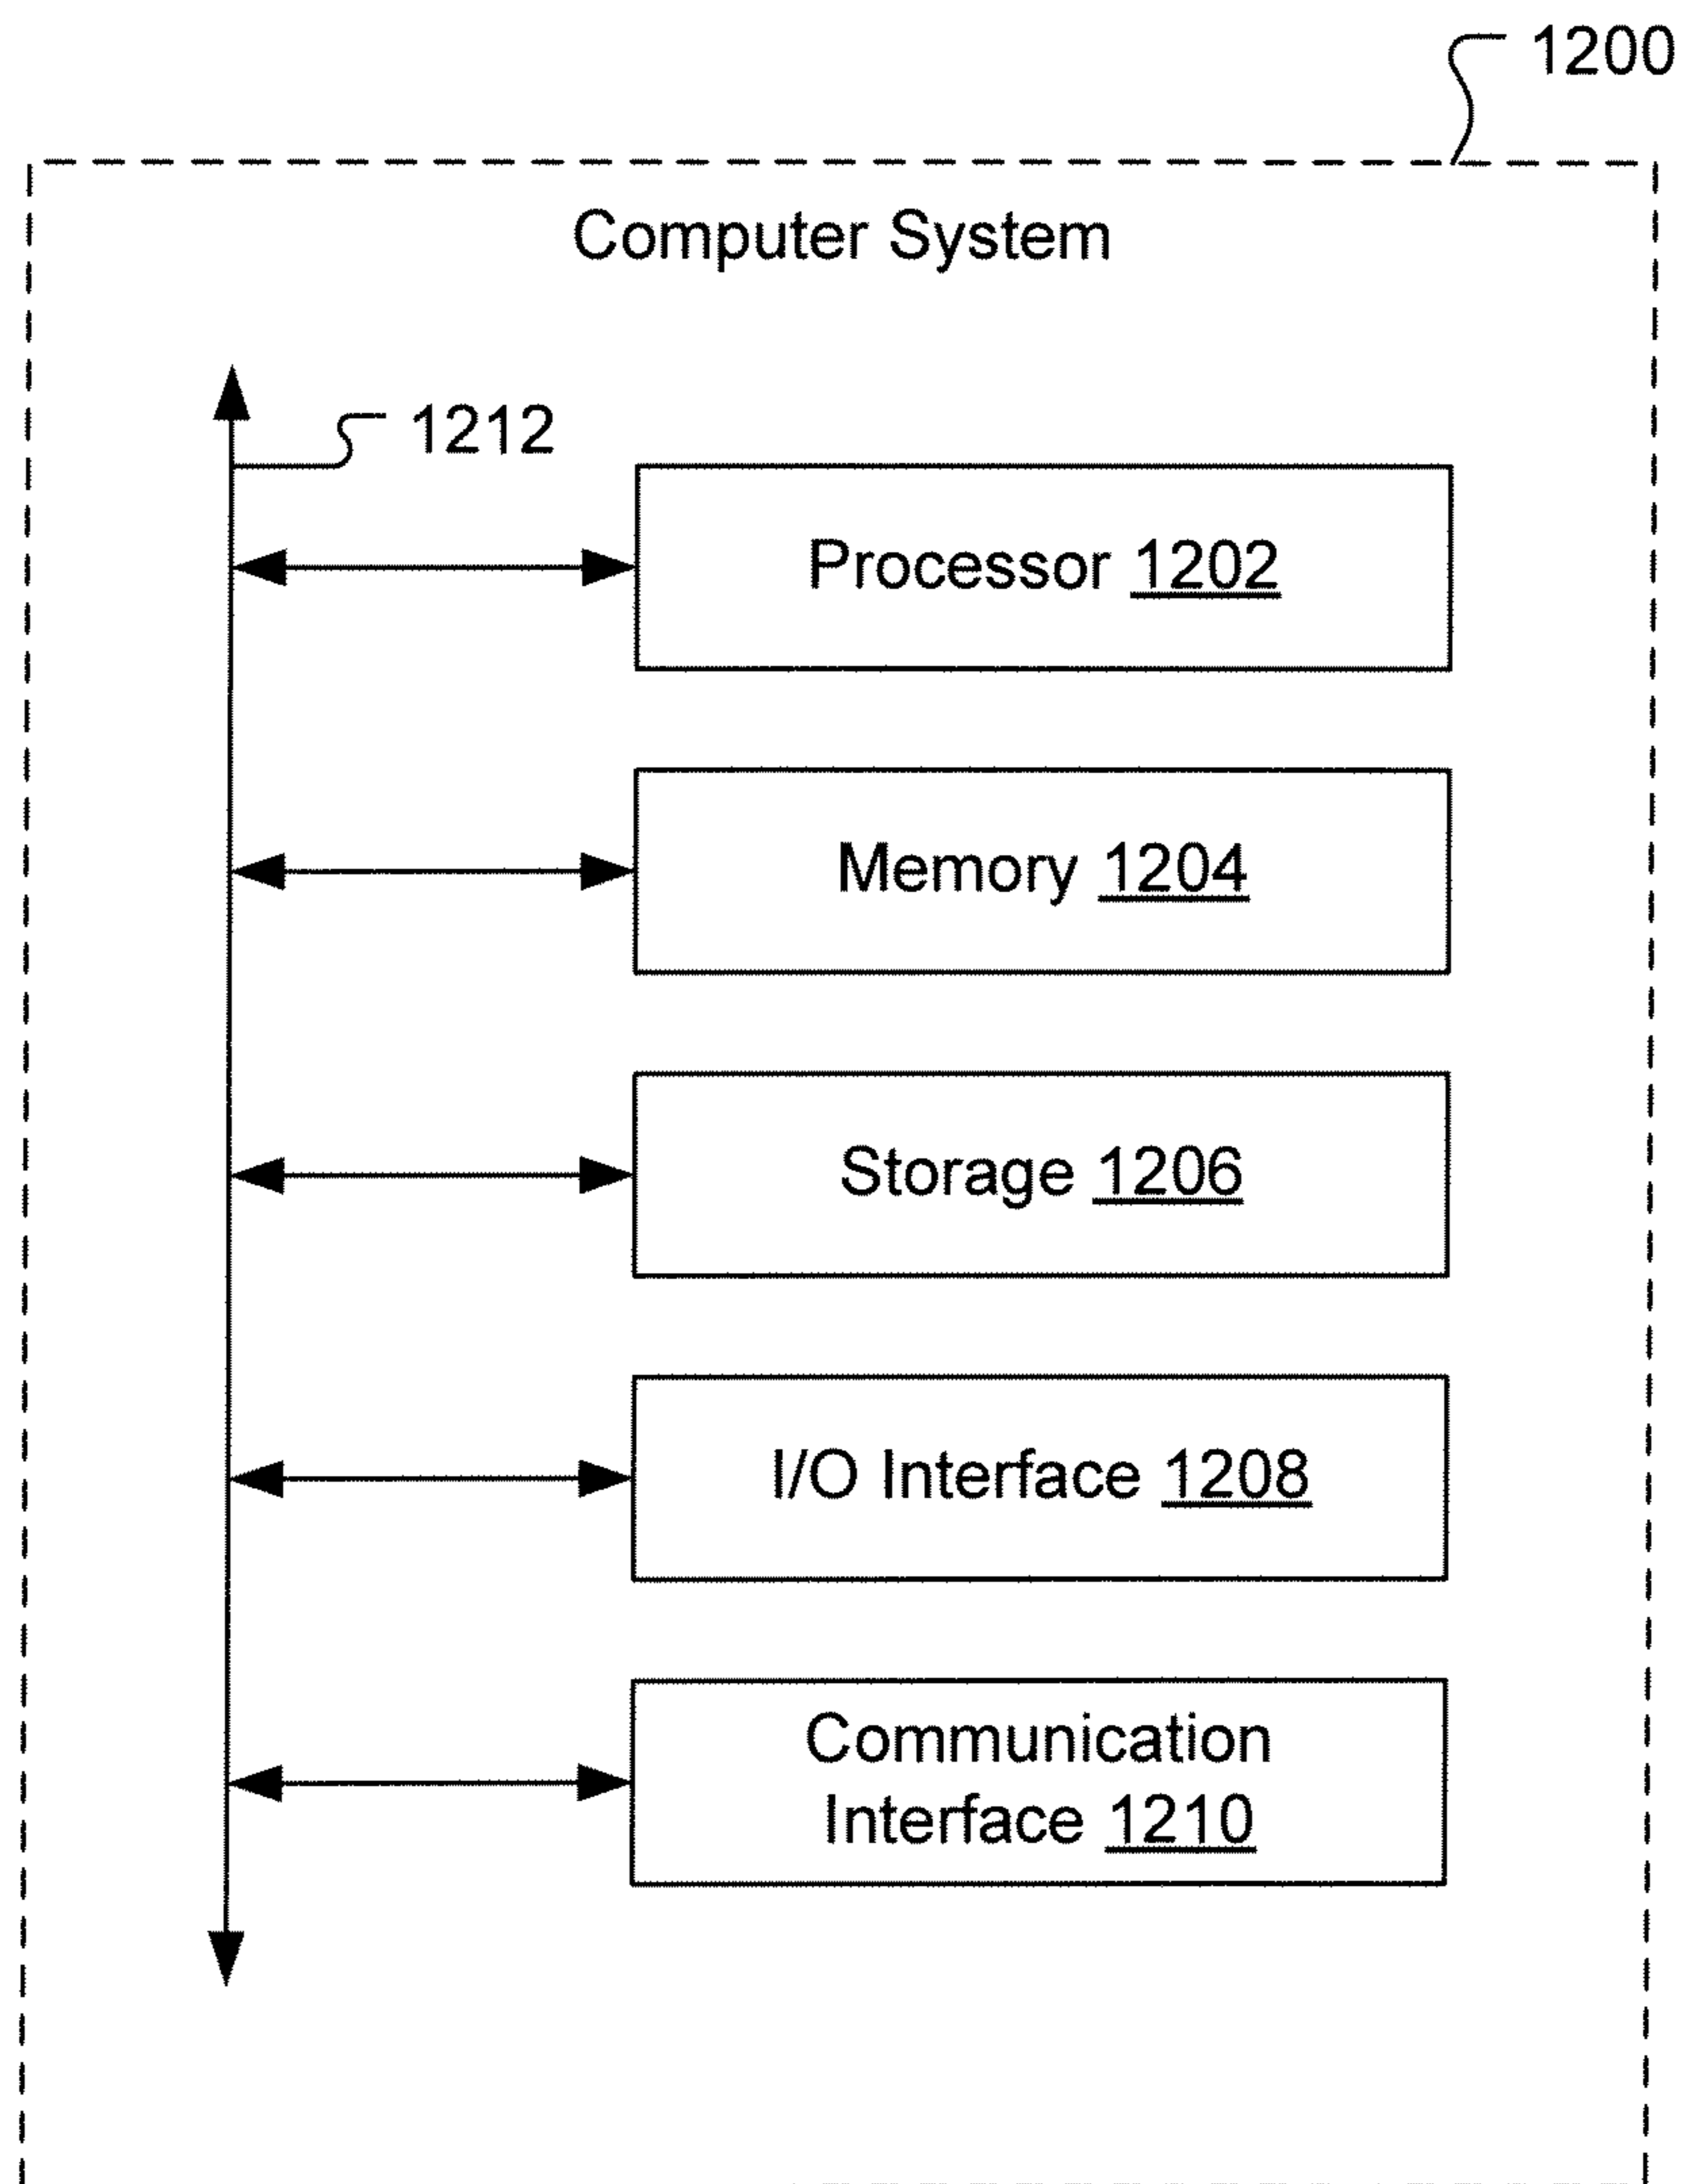 1200
Computer System
1212
Processor 1202
Memory 1204
Storage 1206
I/O Interface 1208
Communication
Interface 1210